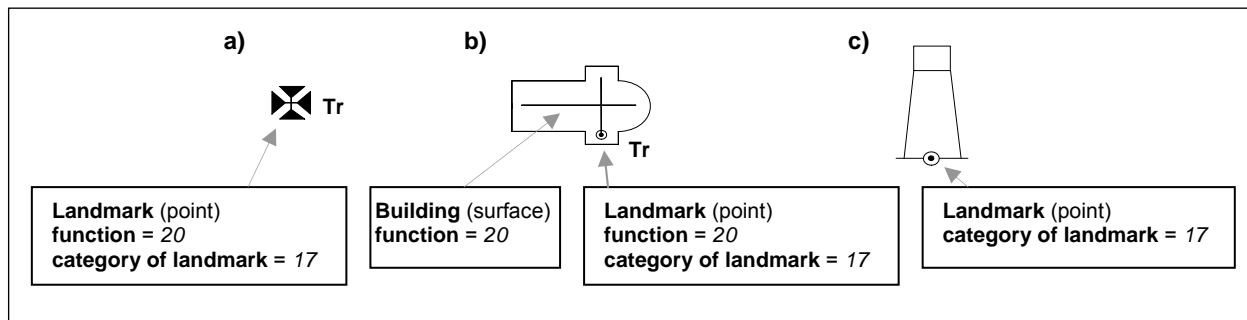 a)
Tr
b)
Tr
c)
Landmark (point)
function = 20
category of landmark = 17
Building (surface)
function = 20
Landmark (point)
function = 20
category of landmark = 17
Landmark (point)
category of landmark = 17